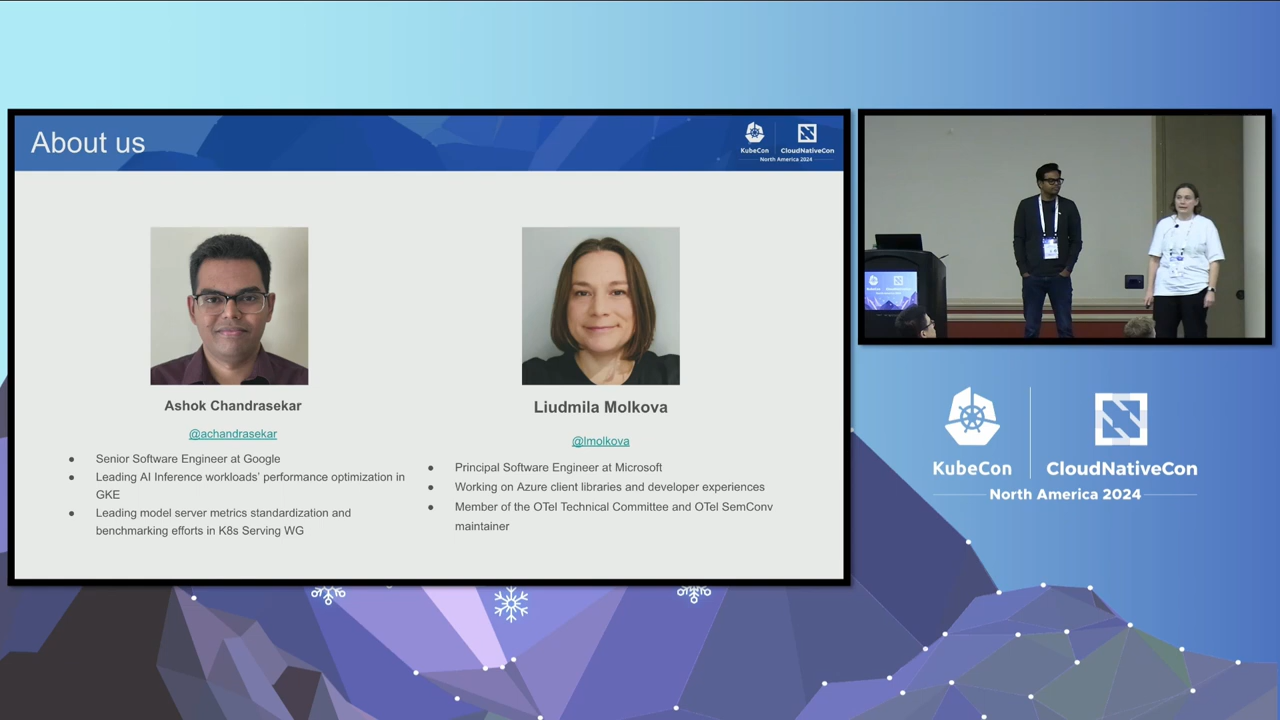 About us
KubeCon
CloudNativeCon
North America 2024
Ashok Chandrasekar
@achandrasekar
Senior Software Engineer at Google
Leading AI Inference workloads' performance optimization in
GKE
Leading model server metrics standardization and
benchmarking efforts in K8s Serving WG
Liudmila Molkova
@lmolkova
Principal Software Engineer at Microsoft
Working on Azure client libraries and developer experiences
Member of the OTel Technical Committee and OTel SemConv
maintainer
KubeCon
CloudNativeCon
North America 2024